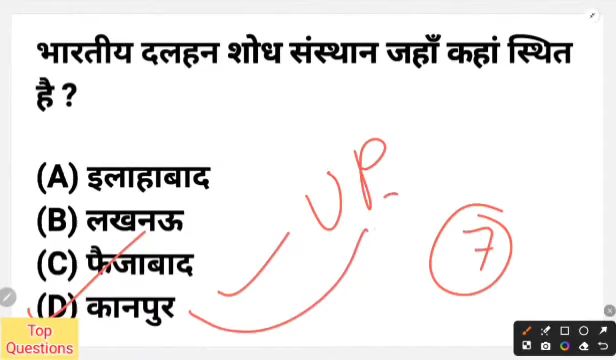 भारतीय दलहन शोध संस्थान जहाँ कहां स्थित
है ?
(A) इलाहाबाद
(B) लखनऊ
(C) फैजाबाद
(D) कानपुर
UP
7
Top
Questions